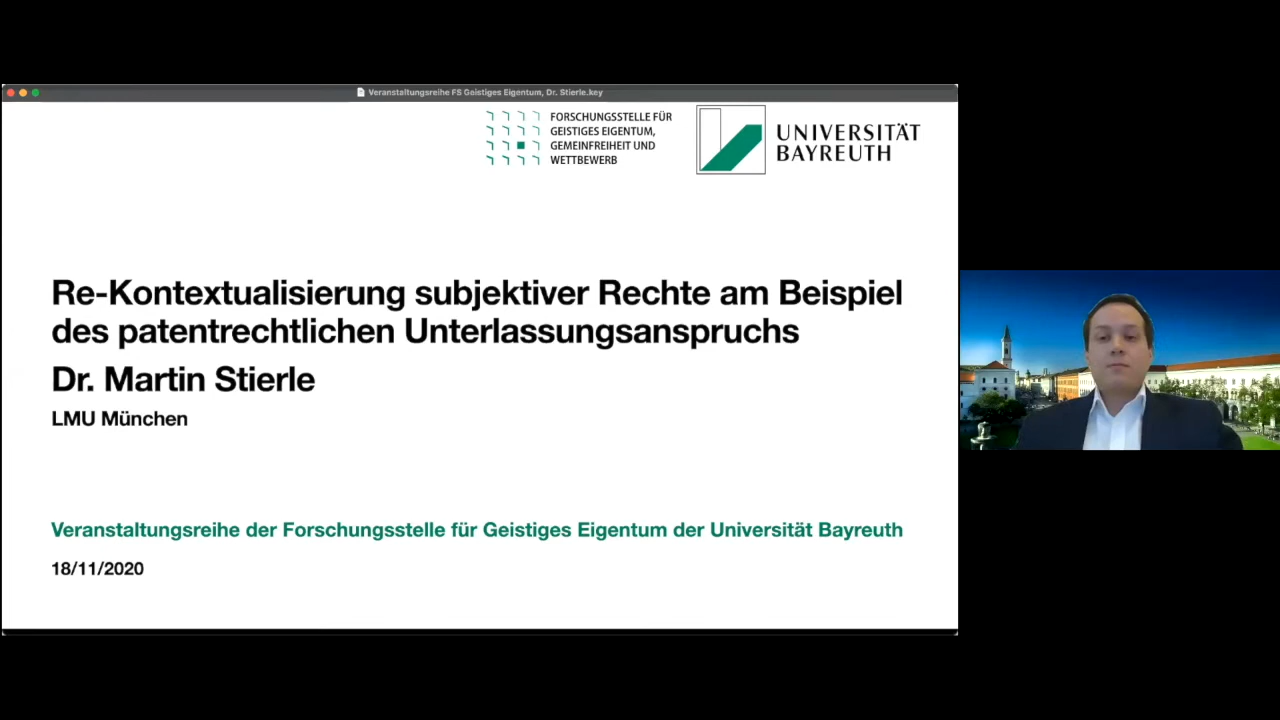 Veranstaltungsreihe FS Geistiges Eigentum, Dr. Stierle.key
FORSCHUNGSSTELLE FÜR
GEISTIGES EIGENTUM,
GEMEINFREIHEIT UND
WETTBEWERB
UNIVERSITÄT
BAYREUTH
Re-Kontextualisierung subjektiver Rechte am Beispiel
des patentrechtlichen Unterlassungsanspruchs
Dr. Martin Stierle
LMU München
Veranstaltungsreihe der Forschungsstelle für Geistiges Eigentum der Universität Bayreuth
18/11/2020